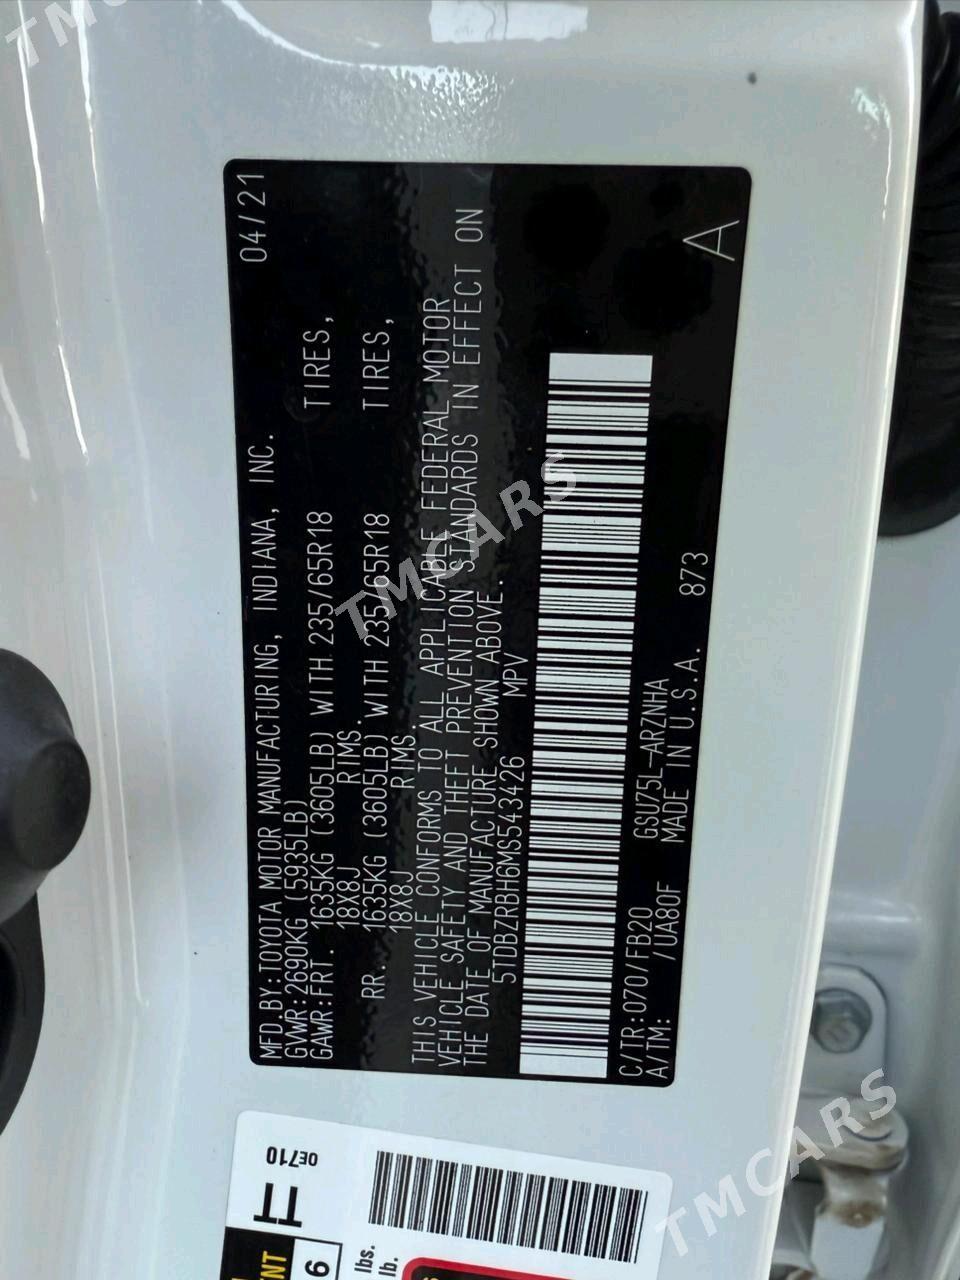 MFD.BY:TOYOTA MOTOR MANUFACTURING, INDIANA, INC. 04/21
GVWR:2690KG (5935LB)
GAWR:FRT. 1635KG (3605LB) WITH 235/65R18 TIRES,
18X8J RIMS.
RR. 1635KG (3605LB) WITH 235/65R18 TIRES,
18X8J RIMS.
THIS VEHICLE CONFORMS TO ALL APPLICABLE FEDERAL MOTOR
VEHICLE SAFETY AND THEFT PREVENTION STANDARDS IN EFFECT ON
THE DATE OF MANUFACTURE SHOWN ABOVE.
5TDBZRBH6MS543426 MPV
C/TR:070/FB20 GSU75L-ARZNHA
A/TM: /UA80F MADE IN U.S.A. 873
A
0E710
lbs.
lb.
6
TMCARS
TMCARS